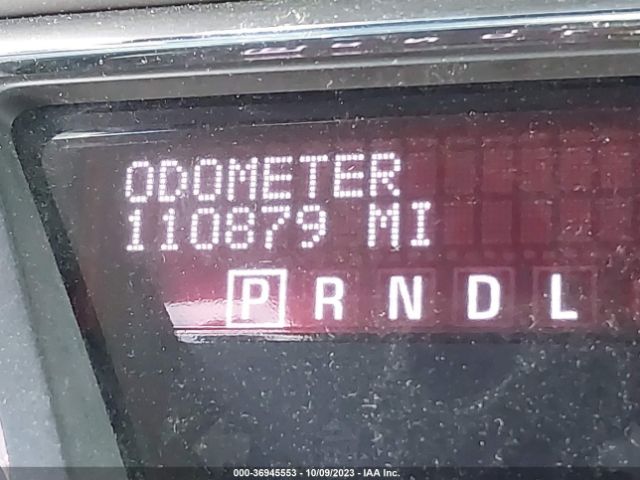 ODOMETER
110879 MI
P R N D L
000-36945553 - 10/09/2023 - IAA Inc.